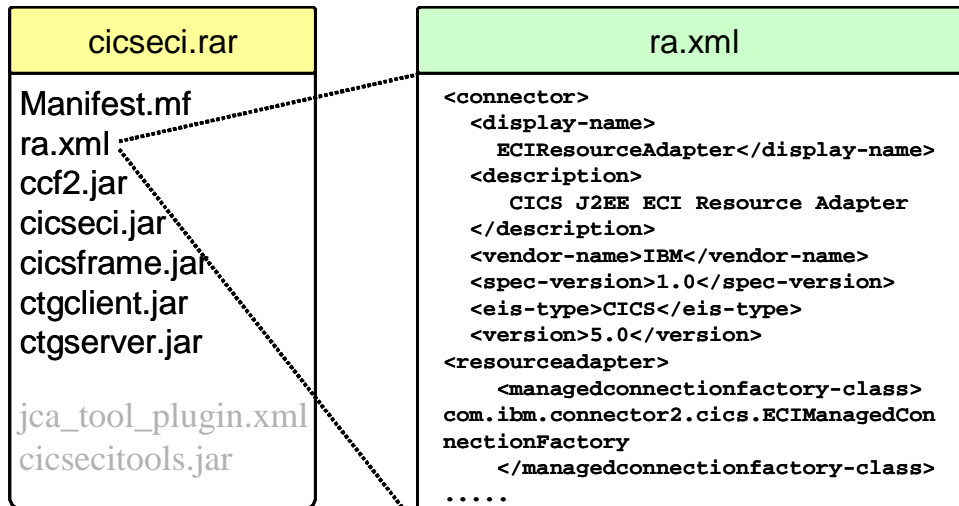 cicseci.rar
Manifest.mf
ra.xml
ccf2.jar
cicseci.jar
cicsframe.jar
ctgclient.jar
ctgserver.jar
jca_tool_plugin.xml
cicsecitools.jar
ra.xml
<connector>
<display-name>
ECIResourceAdapter</display-name>
<description>
CICS J2EE ECI Resource Adapter
</description>
<vendor-name>IBM</vendor-name>
<spec-version>1.0</spec-version>
<eis-type>CICS</eis-type>
<version>5.0</version>
<resourceadapter>
<managedconnectionfactory-class>
com.ibm.connector2.cics.ECIManagedCon
nectionFactory
</managedconnectionfactory-class>
.....